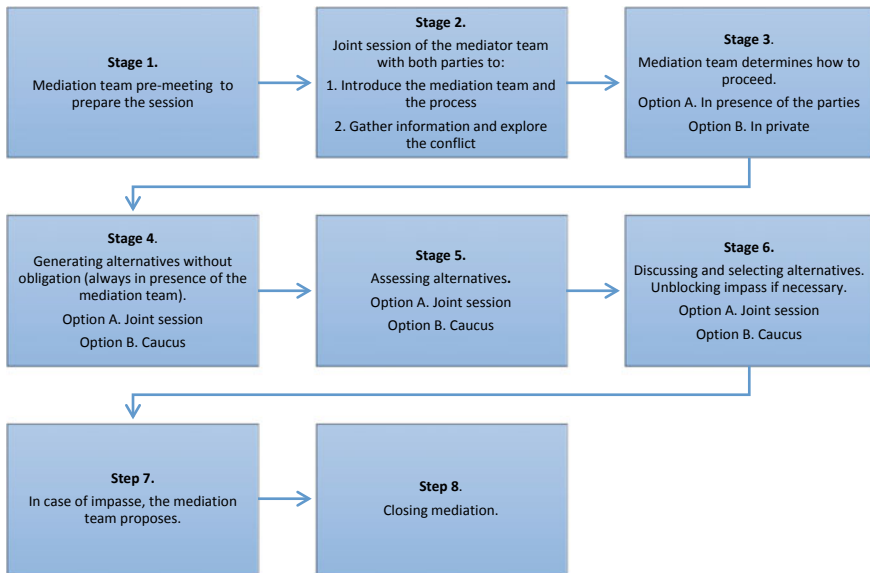 Stage 1.
Mediation team pre-meeting to
prepare the session
Stage 2.
Joint session of the mediator team
with both parties to:
1. Introduce the mediation team and
the process
2. Gather information and explore
the conflict
Stage 3.
Mediation team determines how to
proceed.
Option A. In presence of the parties
Option B. In private
Stage 4.
Generating alternatives without
obligation (always in presence of the
mediation team).
Option A. Joint session
Option B. Caucus
Stage 5.
Assessing alternatives.
Option A. Joint session
Option B. Caucus
Stage 6.
Discussing and selecting alternatives.
Unblocking impass if necessary.
Option A. Joint session
Option B. Caucus
Step 7.
In case of impasse, the mediation
team proposes.
Step 8.
Closing mediation.